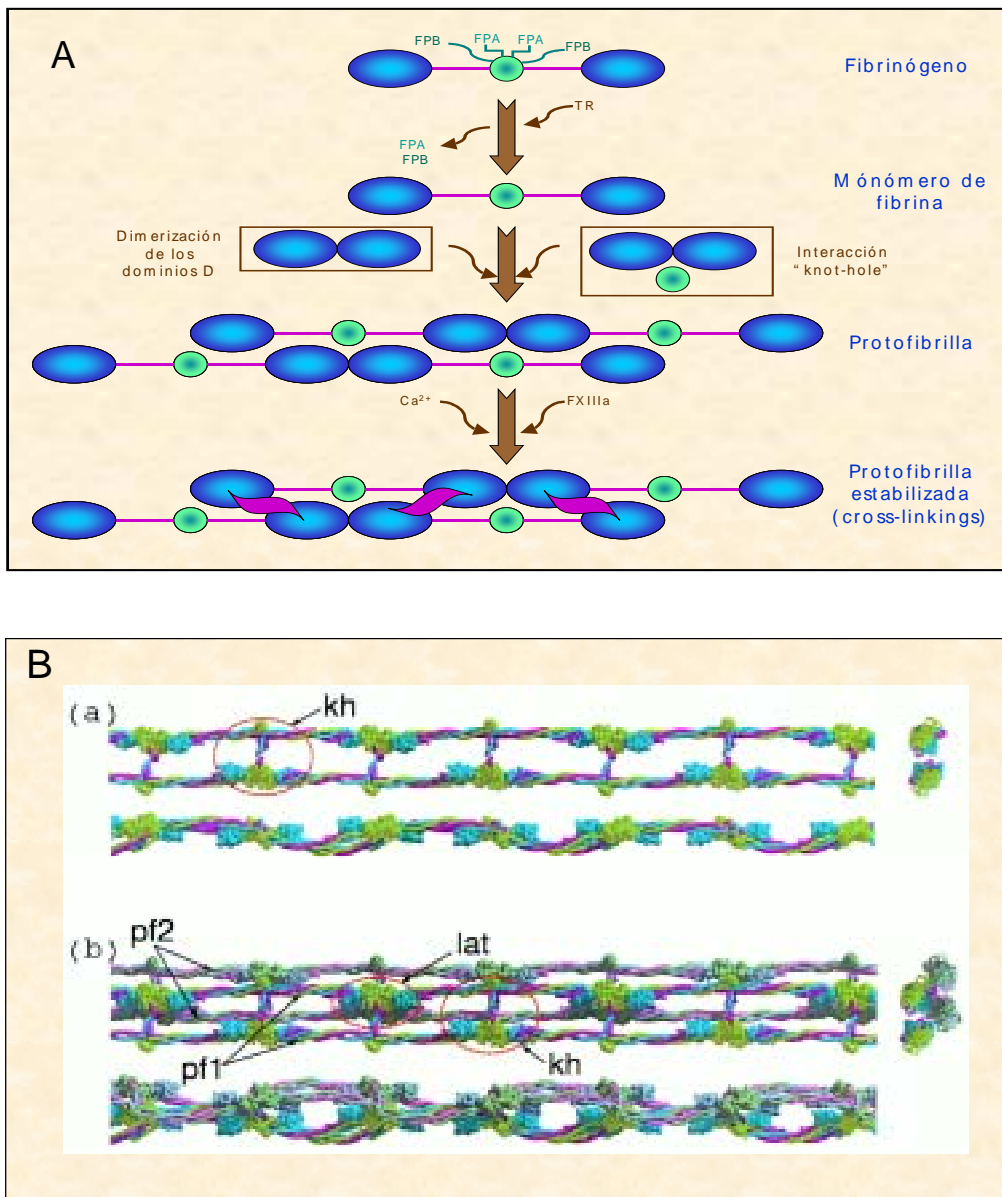 A
FPB FPA FPA FPB
Fibrinógeno
TR
FPA
FPB
Mónómero de
fibrina
Dimerización
de los
dominios D
Interacción
“knot-hole”
Protofibrilla
Ca²⁺
FXIIIa
Protofibrilla
estabilizada
(cross-linkings)
B
(a)
kh
(b)
pf2
lat
pf1
kh